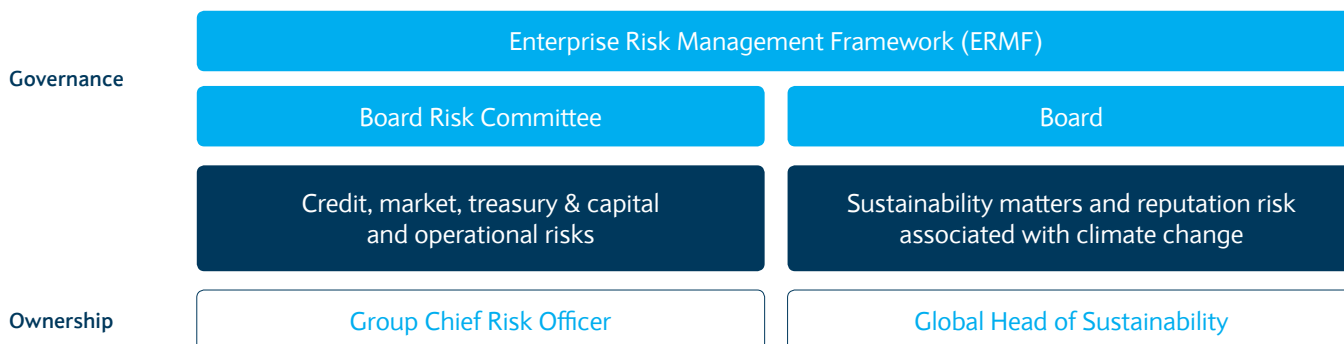 Enterprise Risk Management Framework (ERMF)
Governance
Board Risk Committee
Board
Credit, market, treasury & capital
and operational risks
Sustainability matters and reputation risk
associated with climate change
Ownership
Group Chief Risk Officer
Global Head of Sustainability